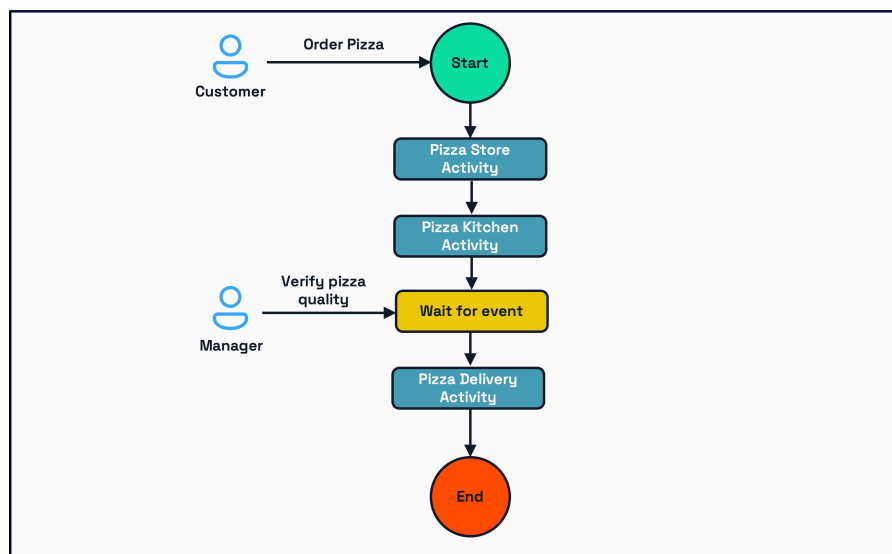 Order Pizza
Start
Customer
Pizza Store
Activity
Pizza Kitchen
Activity
Verify pizza
quality
Wait for event
Manager
Pizza Delivery
Activity
End